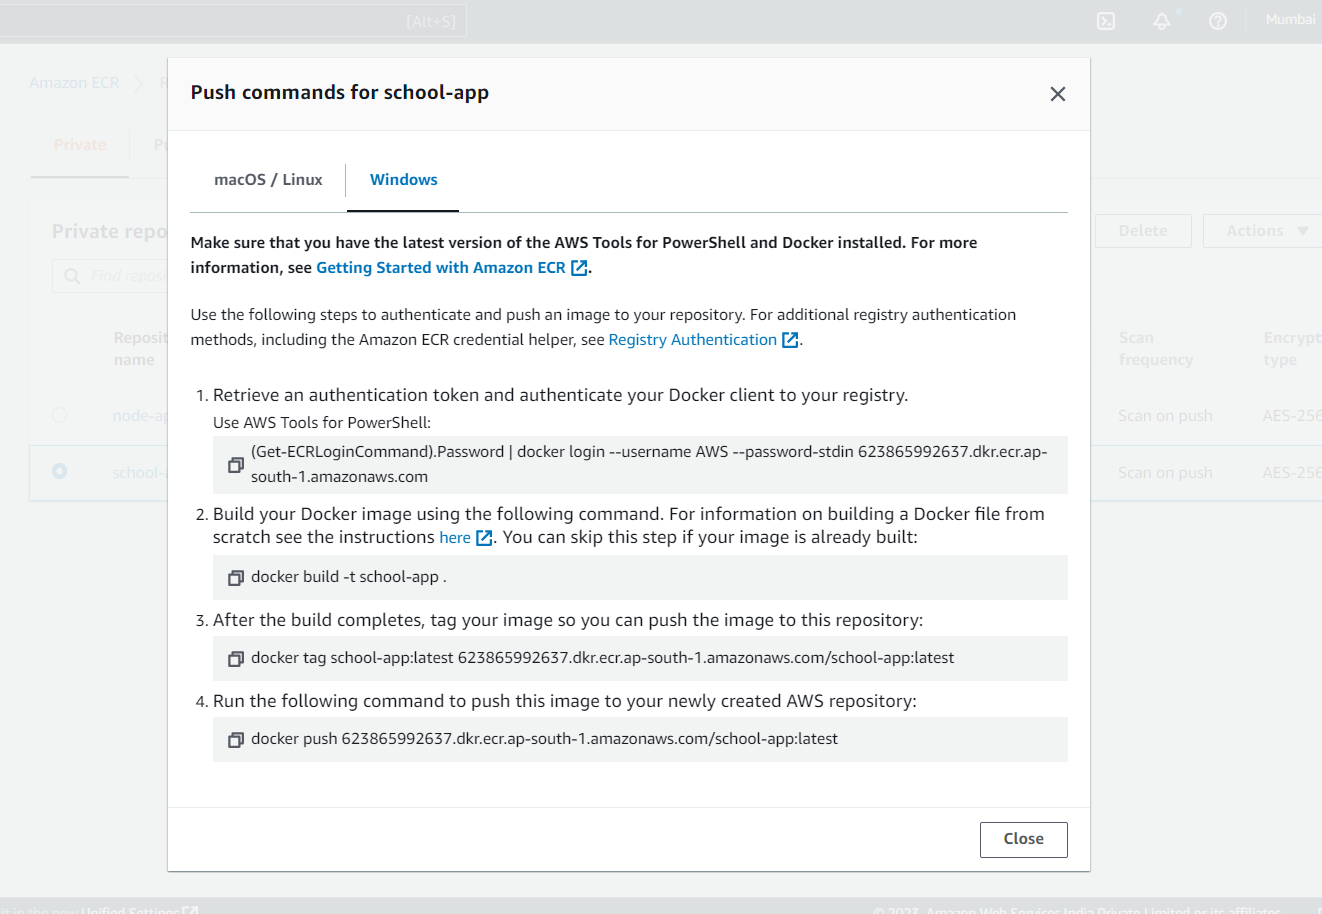 [Alt+S]
Mumbai
Amazon ECR
Private
Push commands for school-app
macOS / Linux
Windows
Make sure that you have the latest version of the AWS Tools for PowerShell and Docker installed. For more
information, see Getting Started with Amazon ECR.
Use the following steps to authenticate and push an image to your repository. For additional registry authentication
methods, including the Amazon ECR credential helper, see Registry Authentication.
1. Retrieve an authentication token and authenticate your Docker client to your registry.
Use AWS Tools for PowerShell:
(Get-ECRLoginCommand).Password | docker login --username AWS --password-stdin 623865992637.dkr.ecr.ap-
south-1.amazonaws.com
2. Build your Docker image using the following command. For information on building a Docker file from
scratch see the instructions here. You can skip this step if your image is already built:
docker build -t school-app .
3. After the build completes, tag your image so you can push the image to this repository:
docker tag school-app:latest 623865992637.dkr.ecr.ap-south-1.amazonaws.com/school-app:latest
4. Run the following command to push this image to your newly created AWS repository:
docker push 623865992637.dkr.ecr.ap-south-1.amazonaws.com/school-app:latest
Close
Private repo
Find reposi
Delete
Actions
Reposit
name
Scan
frequency
Encrypt
type
node-ap
Scan on push
AES-256
school-a
Scan on push
AES-256
it in the new Unified Settings
© 2023, Amazon Web Services India Private Limited or its affiliates.